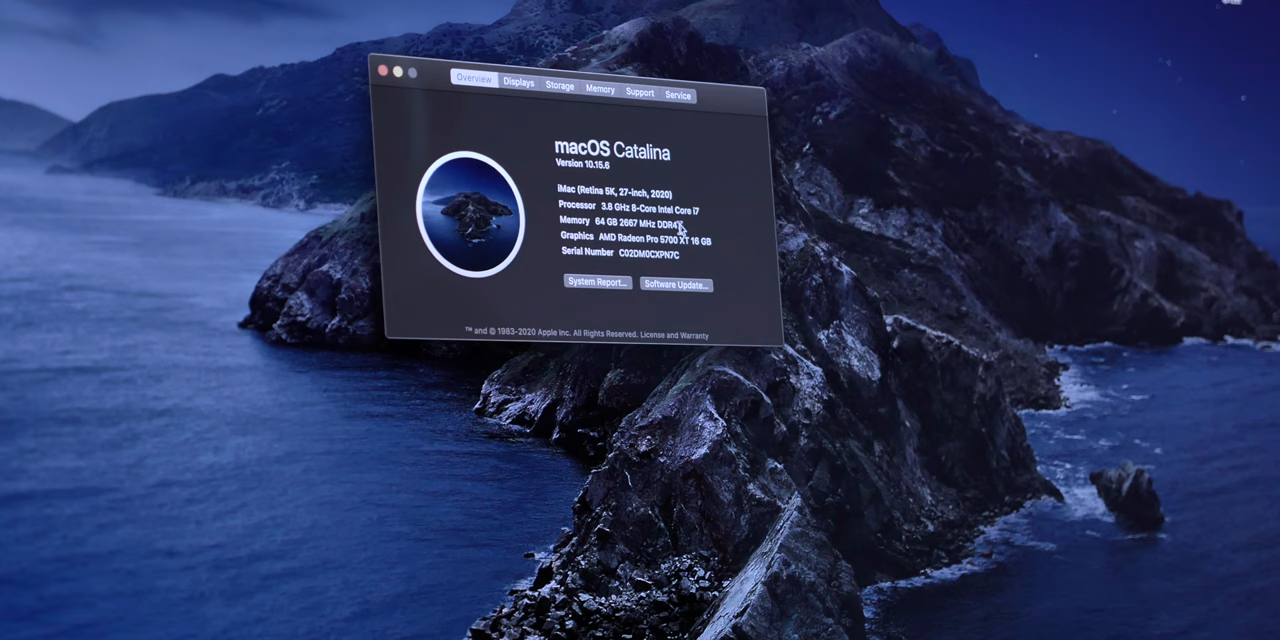 Overview Displays Storage Memory Support Service
macOS Catalina
Version 10.15.6
iMac (Retina 5K, 27-inch, 2020)
Processor 3.8 GHz 8-Core Intel Core i7
Memory 64 GB 2667 MHz DDR4
Graphics AMD Radeon Pro 5700 XT 16 GB
Serial Number C02DM0CXPN7C
System Report... Software Update...
™ and © 1983-2020 Apple Inc. All Rights Reserved. License and Warranty